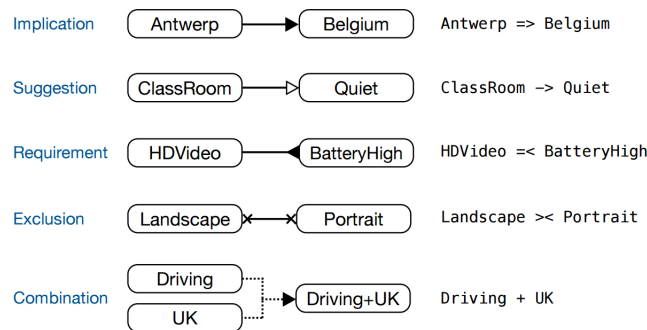 Implication Antwerp Belgium Antwerp => Belgium
Suggestion ClassRoom Quiet ClassRoom -> Quiet
Requirement HDVideo BatteryHigh HDVideo =< BatteryHigh
Exclusion Landscape Portrait Landscape >< Portrait
Driving
Combination Driving+UK Driving + UK
UK